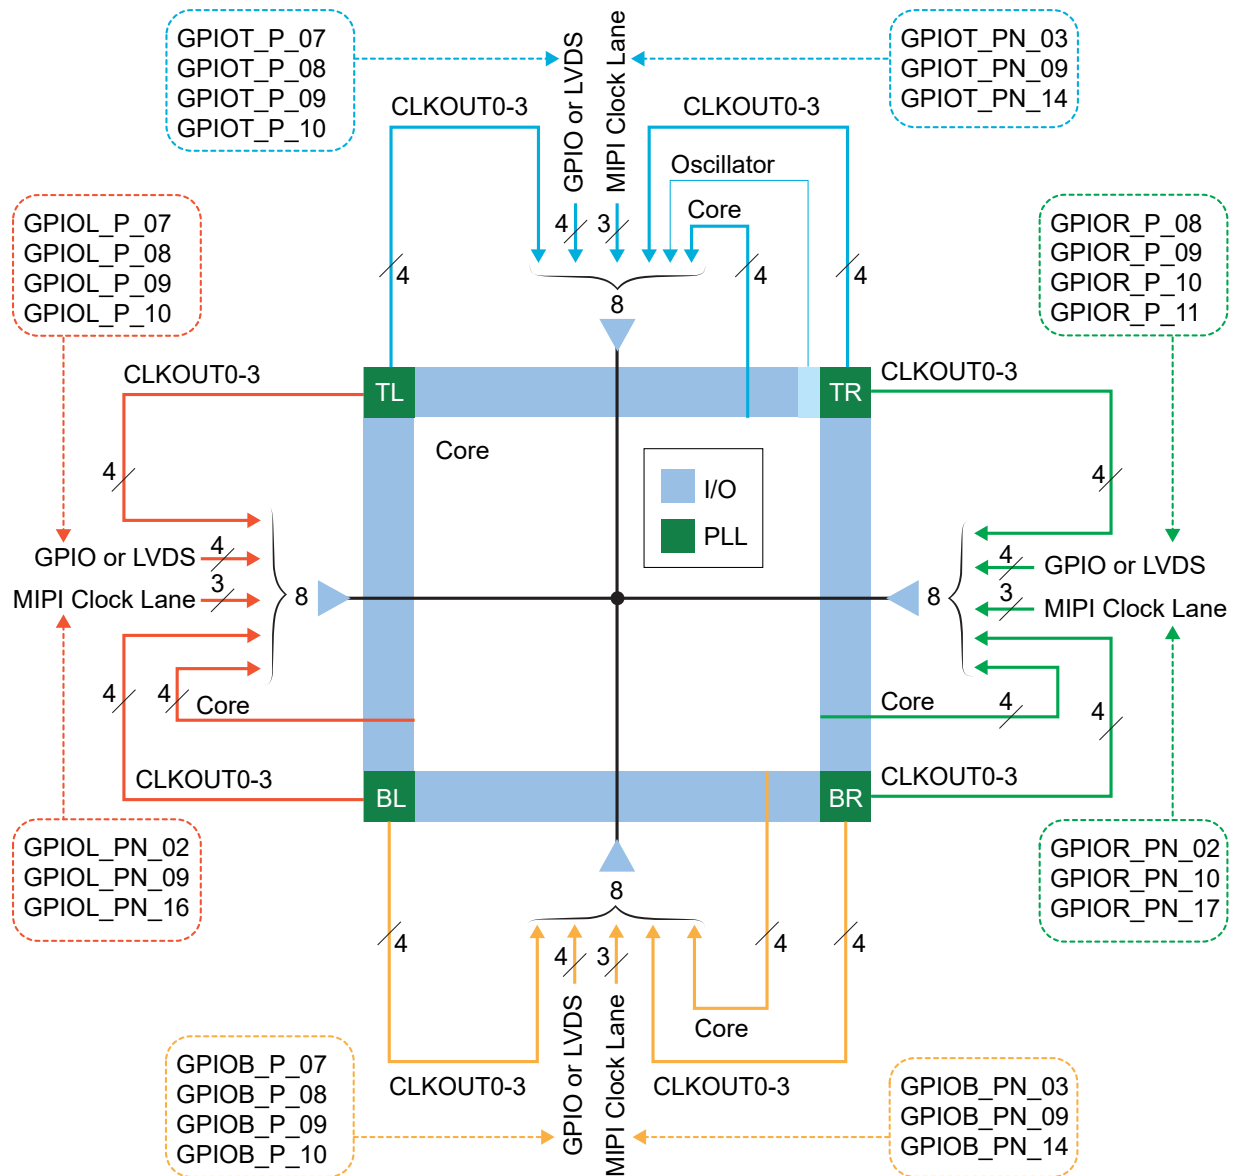 GPIOT_P_07
GPIOT_P_08
GPIOT_P_09
GPIOT_P_10
GPIO or LVDS
MIPI Clock Lane
GPIOT_PN_03
GPIOT_PN_09
GPIOT_PN_14
CLKOUT0-3
CLKOUT0-3
Oscillator
Core
4
3
4
4
4
8
GPIOL_P_07
GPIOL_P_08
GPIOL_P_09
GPIOL_P_10
GPIOR_P_08
GPIOR_P_09
GPIOR_P_10
GPIOR_P_11
CLKOUT0-3
TL
TR
CLKOUT0-3
Core
I/O
PLL
4
4
GPIO or LVDS
4
MIPI Clock Lane
3
8
8
4
GPIO or LVDS
3
MIPI Clock Lane
4
4
Core
Core
4
4
CLKOUT0-3
BL
BR
CLKOUT0-3
GPIOL_PN_02
GPIOL_PN_09
GPIOL_PN_16
GPIOR_PN_02
GPIOR_PN_10
GPIOR_PN_17
8
4
4
3
4
4
Core
CLKOUT0-3
CLKOUT0-3
GPIO or LVDS
MIPI Clock Lane
GPIOB_P_07
GPIOB_P_08
GPIOB_P_09
GPIOB_P_10
GPIOB_PN_03
GPIOB_PN_09
GPIOB_PN_14